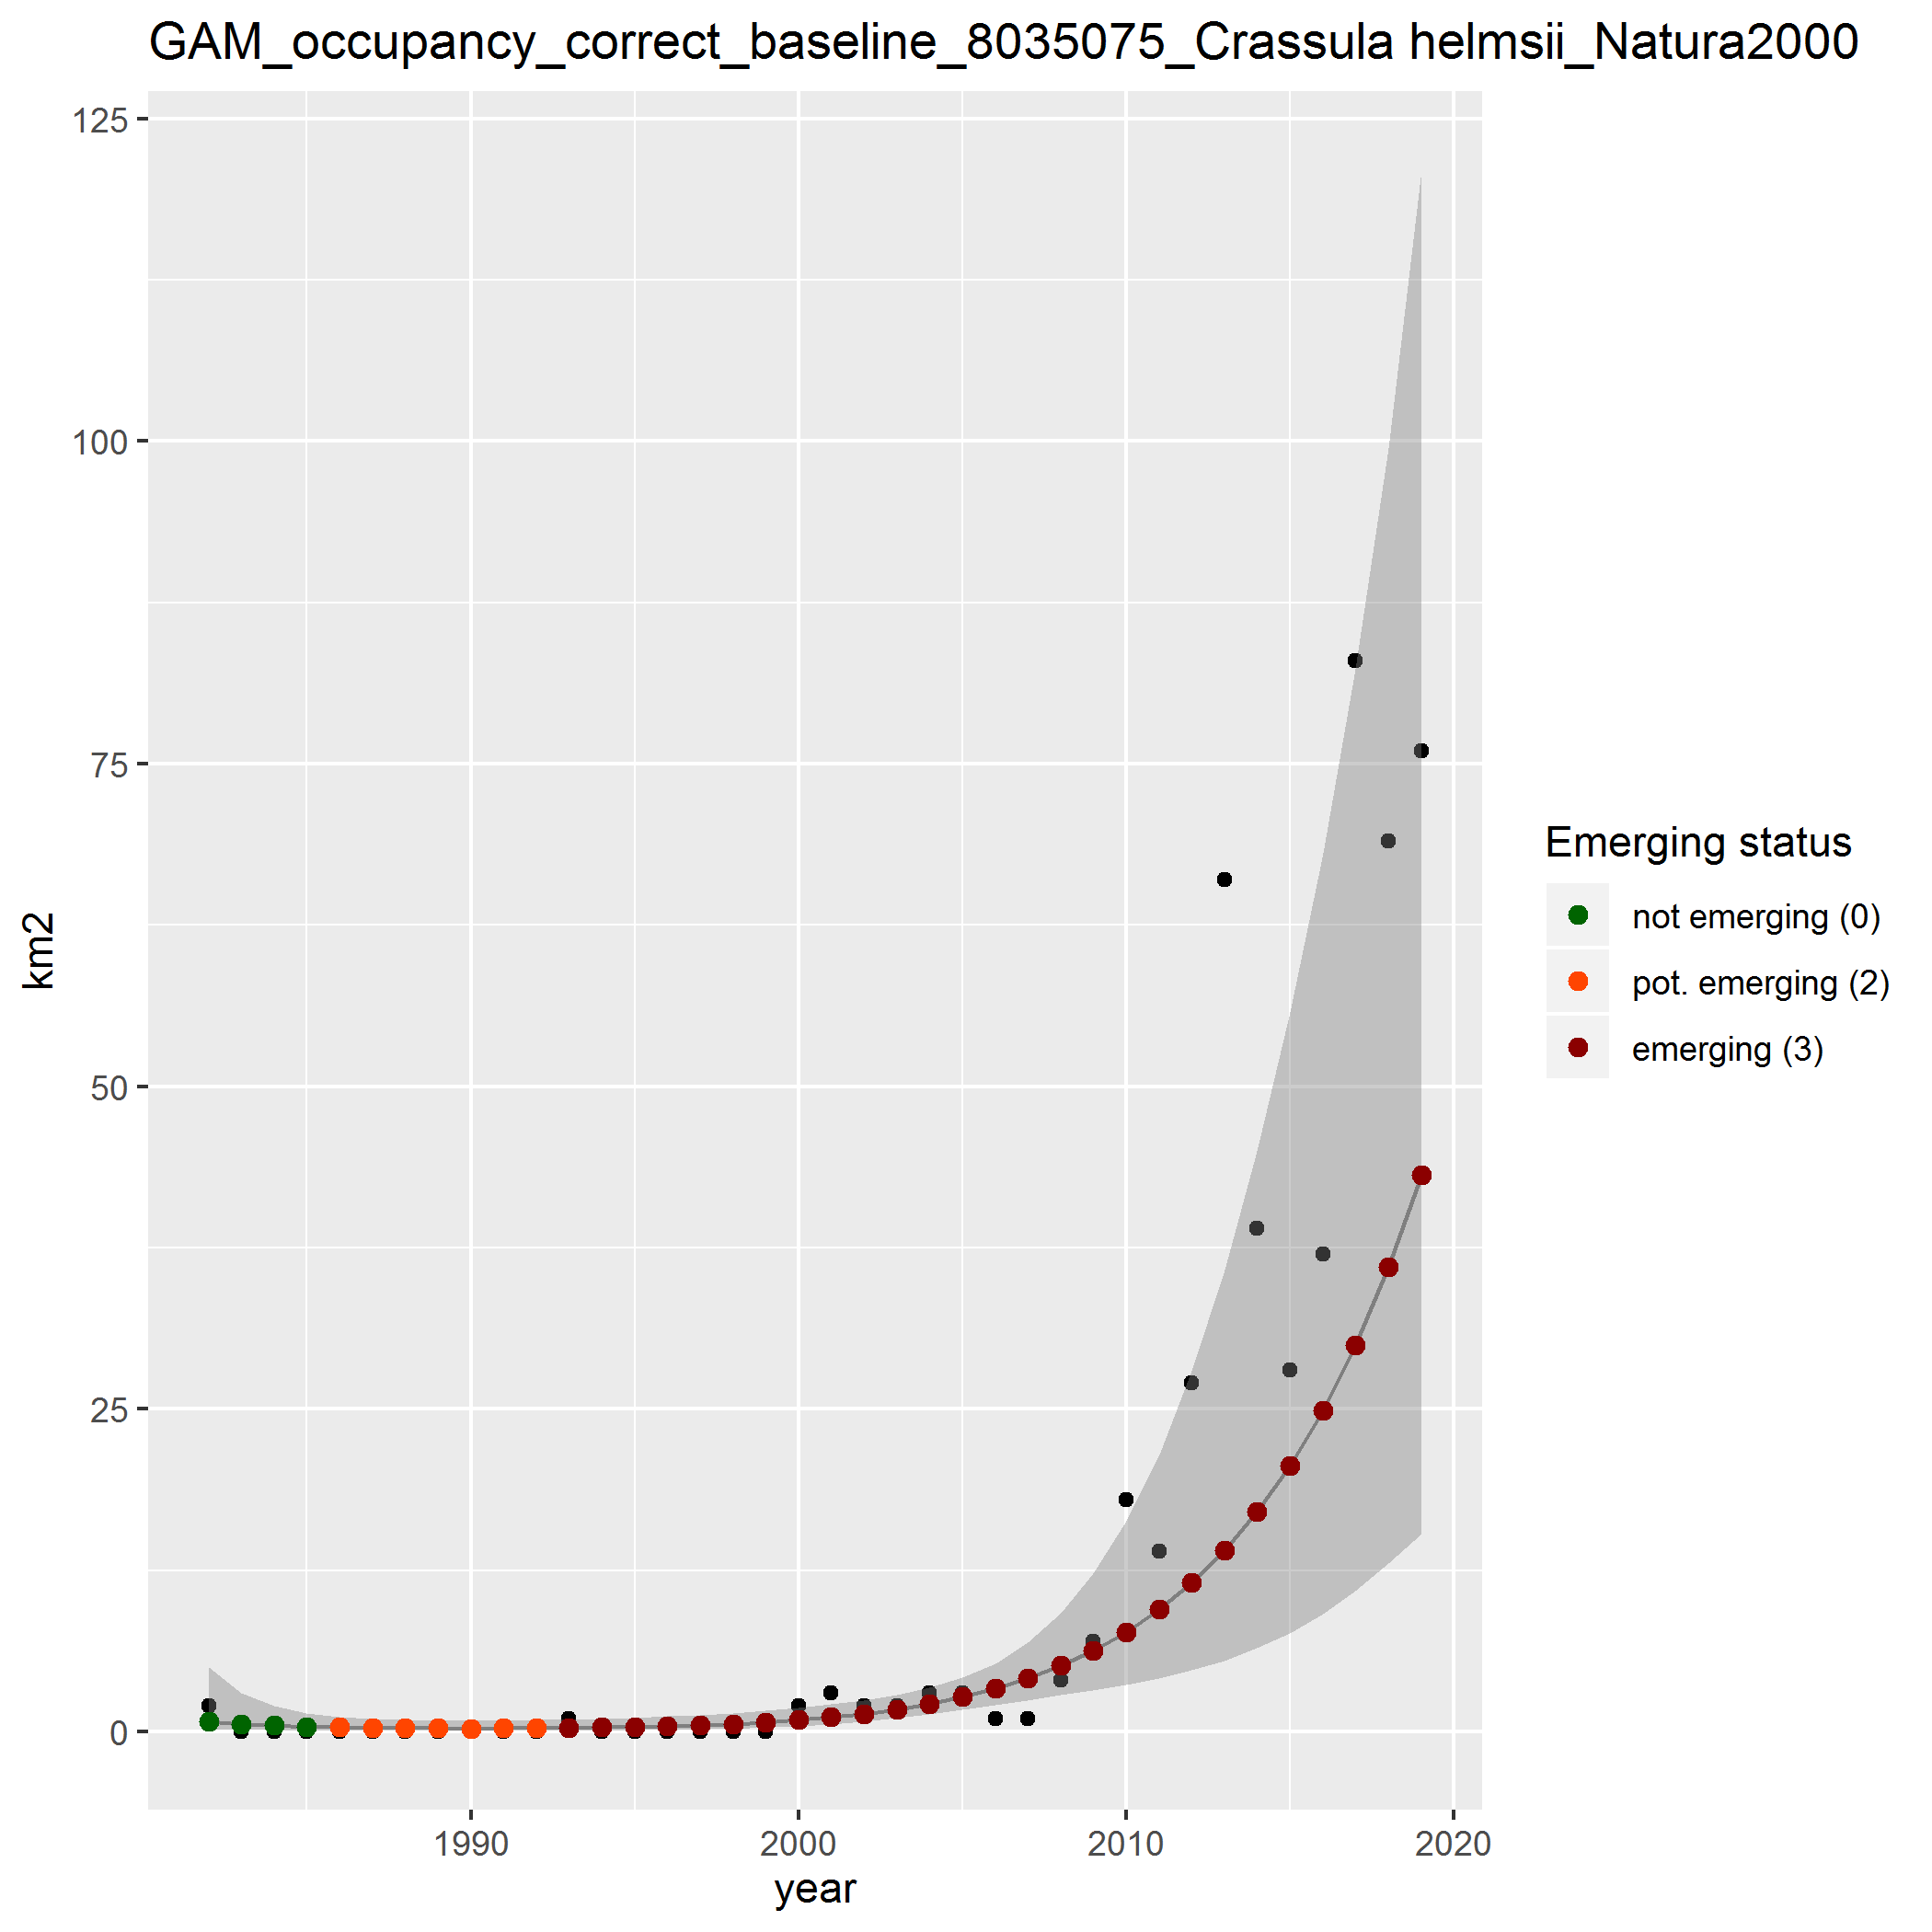 GAM_occupancy_correct_baseline_8035075_Crassula helmsii_Natura2000
125
100
75
50
25
0
km2
1990 2000 2010 2020
year
Emerging status
not emerging (0)
pot. emerging (2)
emerging (3)